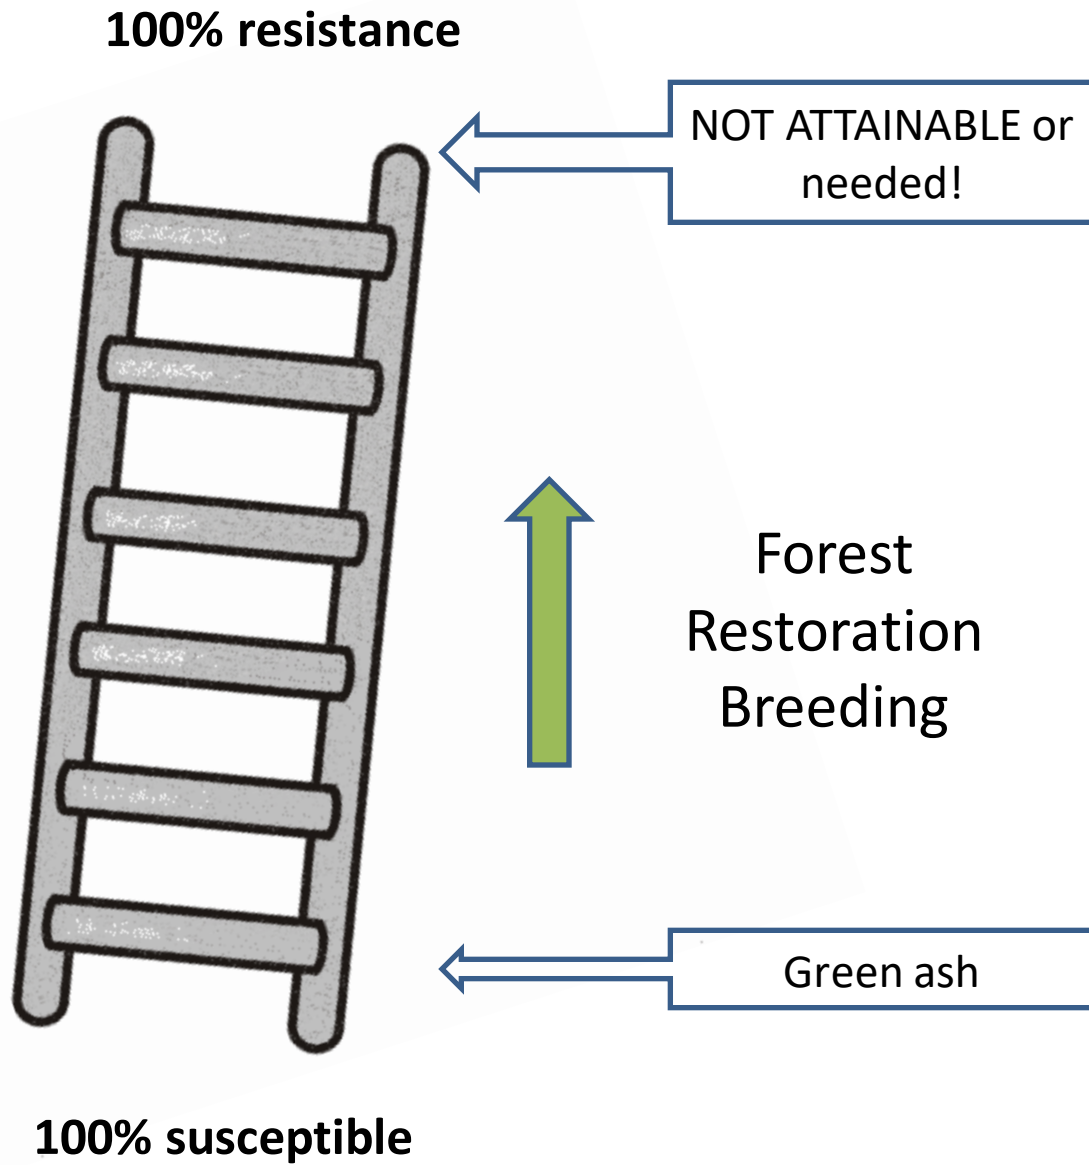 100% resistance
NOT ATTAINABLE or
needed!
Forest
Restoration
Breeding
Green ash
100% susceptible